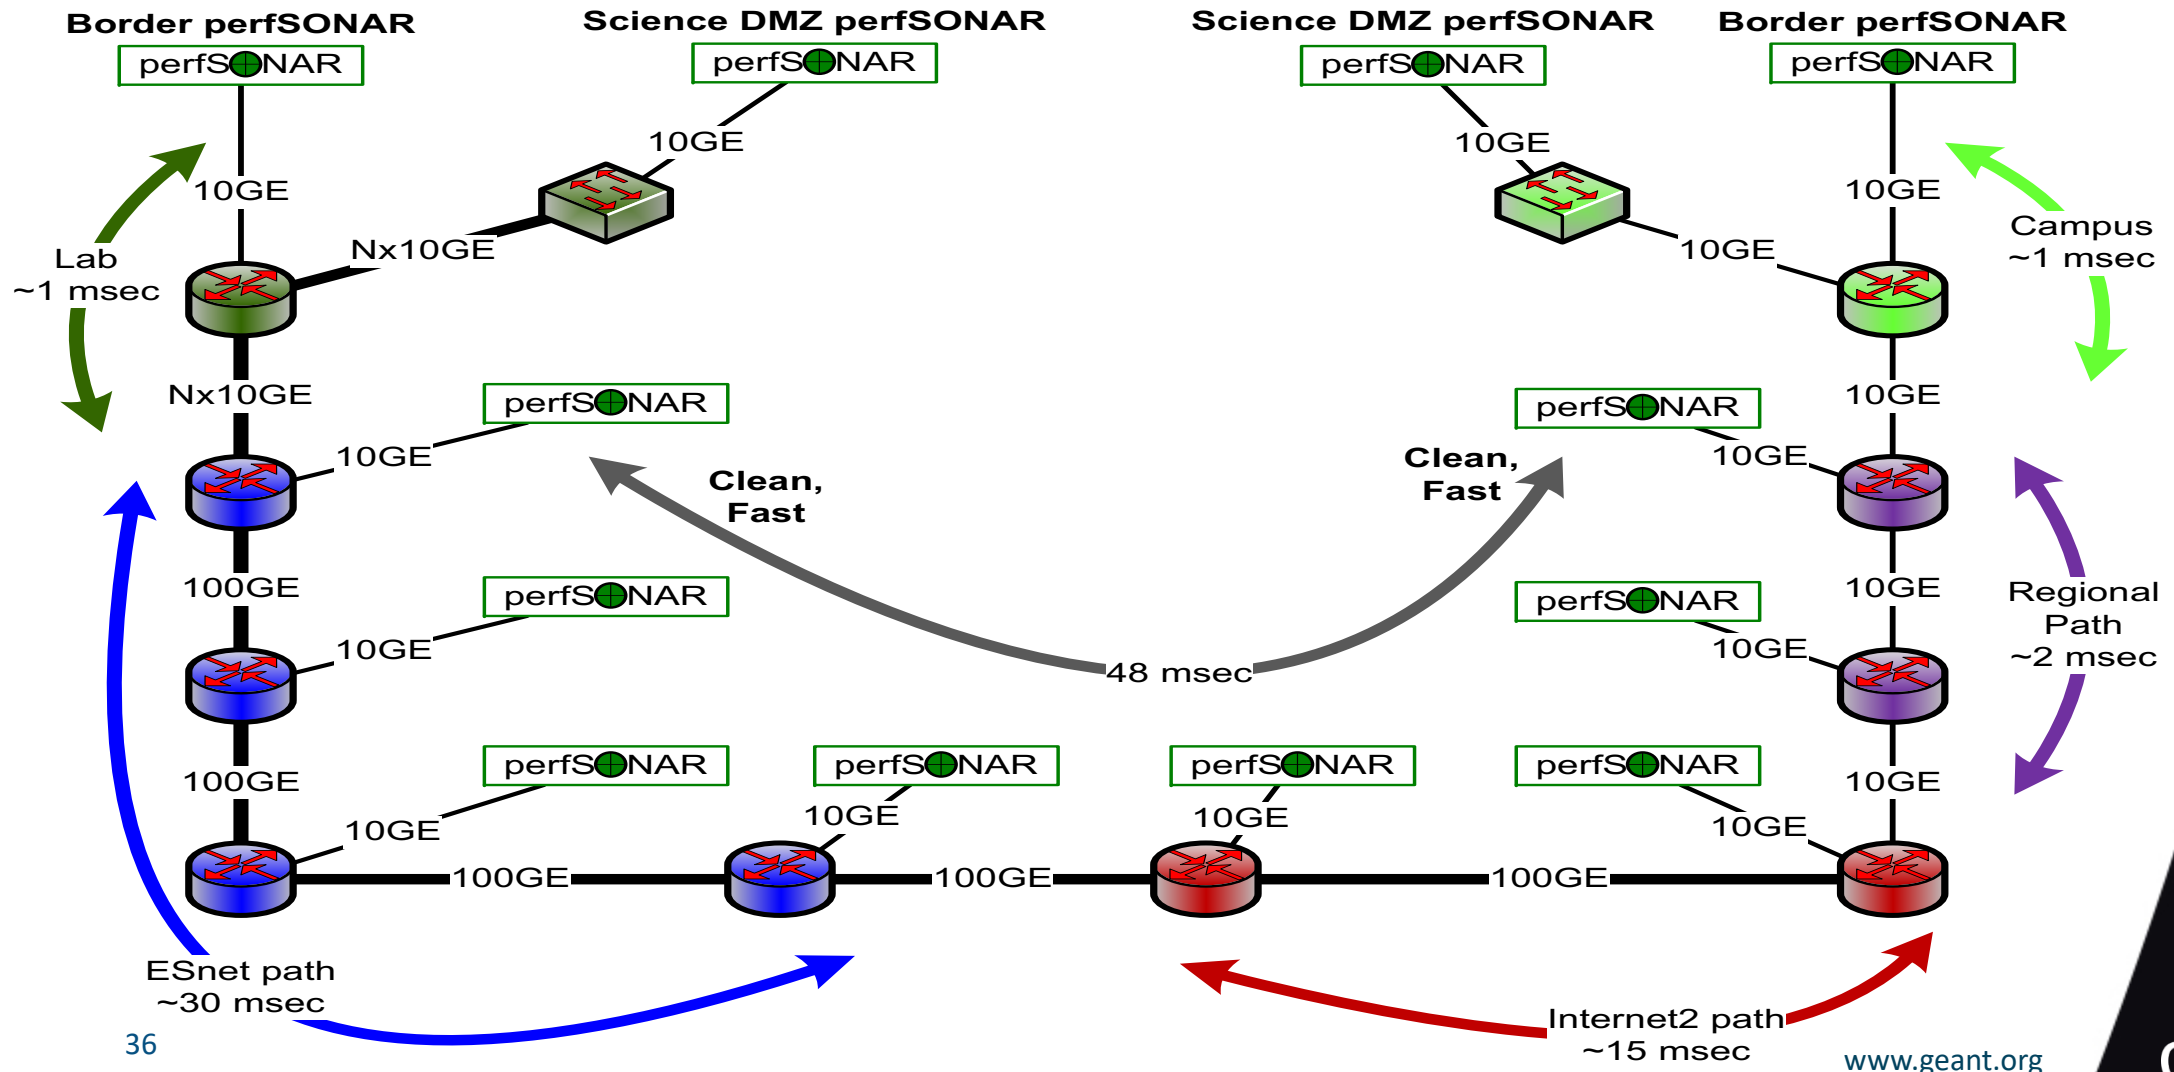 Border perfSONAR
Science DMZ perfSONAR
Science DMZ perfSONAR
Border perfSONAR
perfSONAR
perfSONAR
perfSONAR
perfSONAR
10GE
10GE
10GE
10GE
Nx10GE
10GE
Lab
~1 msec
Campus
~1 msec
Nx10GE
10GE
perfSONAR
perfSONAR
10GE
10GE
Clean,
Fast
Clean,
Fast
100GE
10GE
perfSONAR
perfSONAR
10GE
10GE
Regional
Path
~2 msec
48 msec
100GE
10GE
perfSONAR
perfSONAR
perfSONAR
perfSONAR
10GE
10GE
10GE
10GE
100GE
100GE
100GE
ESnet path
~30 msec
Internet2 path
~15 msec
36
www.geant.org